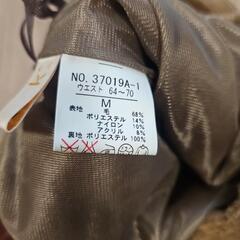 NO. 37019A-1
ウエスト 64〜70
M
表地 毛 68%
ポリエステル 14%
ナイロン 10%
アクリル 8%
裏地 ポリエステル 100%